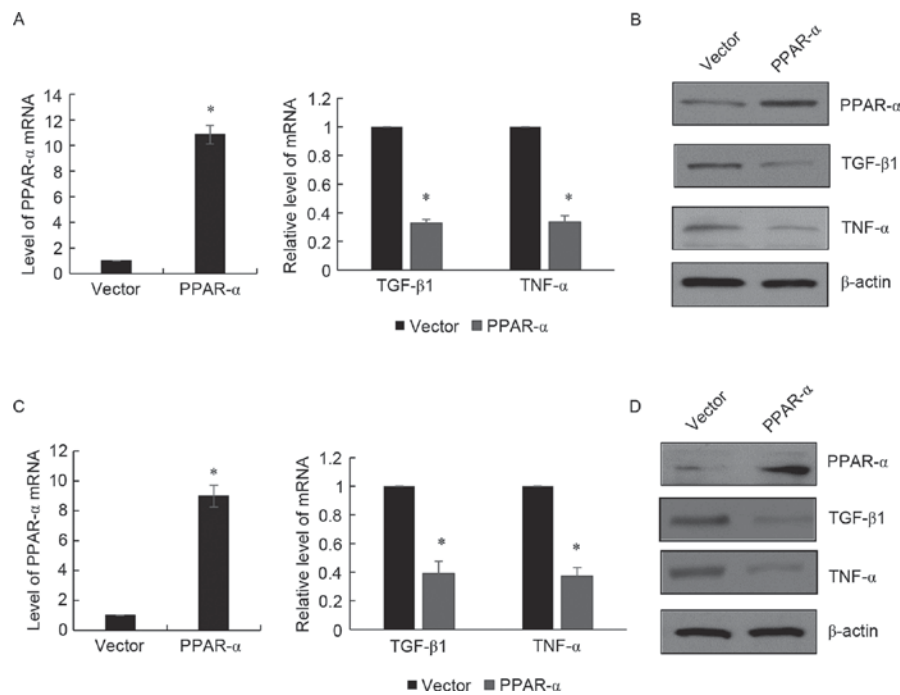 A
Level of PPAR-α mRNA
14
12
10
8
6
4
2
0
*
Vector
PPAR-α
Relative level of mRNA
1.2
1
0.8
0.6
0.4
0.2
0
*
*
TGF-β1
TNF-α
Vector
PPAR-α
B
Vector
PPAR-α
PPAR-α
TGF-β1
TNF-α
β-actin
C
Level of PPAR-α mRNA
12
10
8
6
4
2
0
*
Vector
PPAR-α
Relative level of mRNA
1.2
1
0.8
0.6
0.4
0.2
0
*
*
TGF-β1
TNF-α
Vector
PPAR-α
D
Vector
PPAR-α
PPAR-α
TGF-β1
TNF-α
β-actin